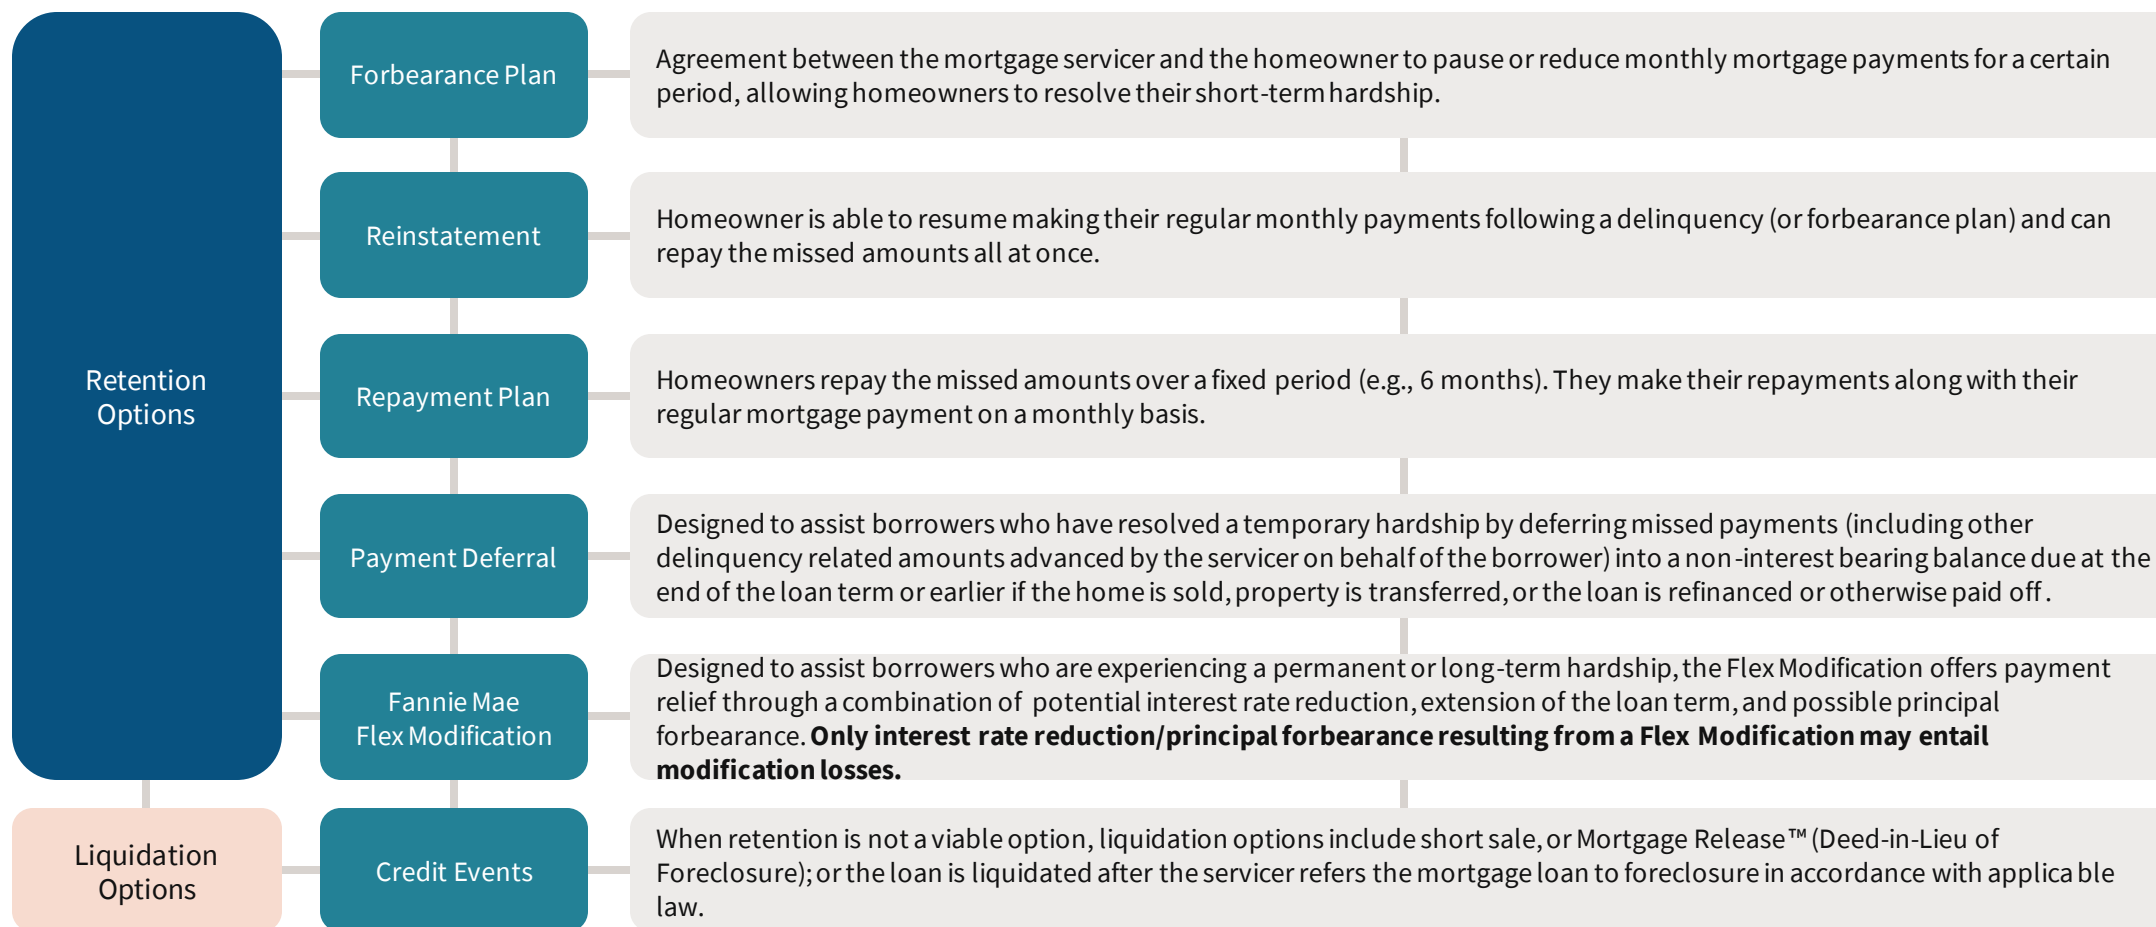 Retention
Options
Forbearance Plan
Agreement between the mortgage servicer and the homeowner to pause or reduce monthly mortgage payments for a certain
period, allowing homeowners to resolve their short-term hardship.
Reinstatement
Homeowner is able to resume making their regular monthly payments following a delinquency (or forbearance plan) and can
repay the missed amounts all at once.
Repayment Plan
Homeowners repay the missed amounts over a fixed period (e.g., 6 months). They make their repayments along with their
regular mortgage payment on a monthly basis.
Payment Deferral
Designed to assist borrowers who have resolved a temporary hardship by deferring missed payments (including other
delinquency related amounts advanced by the servicer on behalf of the borrower) into a non-interest bearing balance due at the
end of the loan term or earlier if the home is sold, property is transferred, or the loan is refinanced or otherwise paid off.
Fannie Mae
Flex Modification
Designed to assist borrowers who are experiencing a permanent or long-term hardship, the Flex Modification offers payment
relief through a combination of potential interest rate reduction, extension of the loan term, and possible principal
forbearance. Only interest rate reduction/principal forbearance resulting from a Flex Modification may entail
modification losses.
Liquidation
Options
Credit Events
When retention is not a viable option, liquidation options include short sale, or Mortgage Release™ (Deed-in-Lieu of
Foreclosure); or the loan is liquidated after the servicer refers the mortgage loan to foreclosure in accordance with applicable
law.